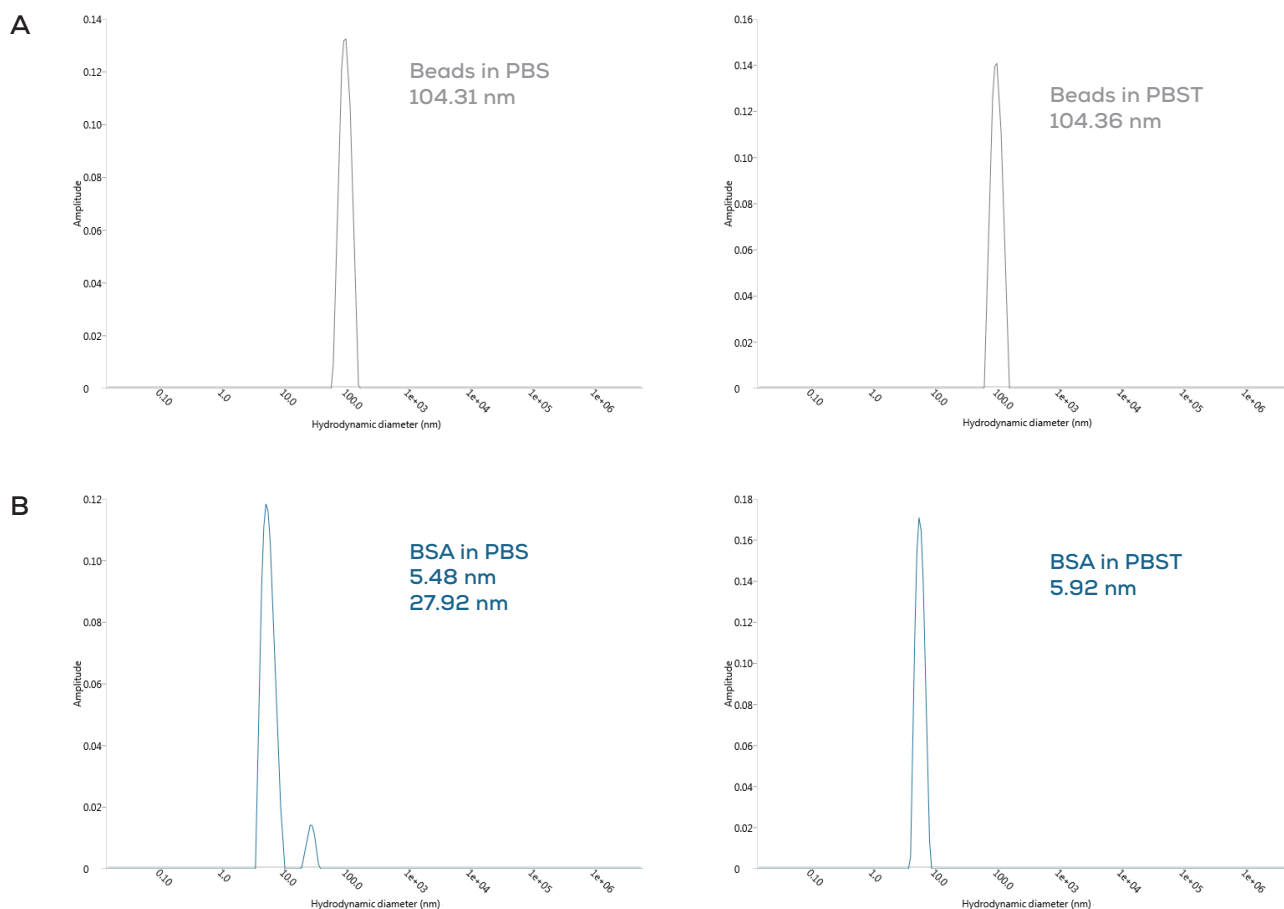 A
0.14
0.12
0.10
0.08
0.06
0.04
0.02
0
Amplitude
Beads in PBS
104.31 nm
0.10
1.0
10.0
100.0
1e+03
1e+04
1e+05
1e+06
Hydrodynamic diameter (nm)
0.16
0.14
0.12
0.10
0.08
0.06
0.04
0.02
0
Amplitude
Beads in PBST
104.36 nm
0.10
1.0
10.0
100.0
1e+03
1e+04
1e+05
1e+06
Hydrodynamic diameter (nm)
B
0.12
0.10
0.08
0.06
0.04
0.02
0
Amplitude
BSA in PBS
5.48 nm
27.92 nm
0.10
1.0
10.0
100.0
1e+03
1e+04
1e+05
1e+06
Hydrodynamic diameter (nm)
0.18
0.16
0.14
0.12
0.10
0.08
0.06
0.04
0.02
0
Amplitude
BSA in PBST
5.92 nm
0.10
1.0
10.0
100.0
1e+03
1e+04
1e+05
1e+06
Hydrodynamic diameter (nm)